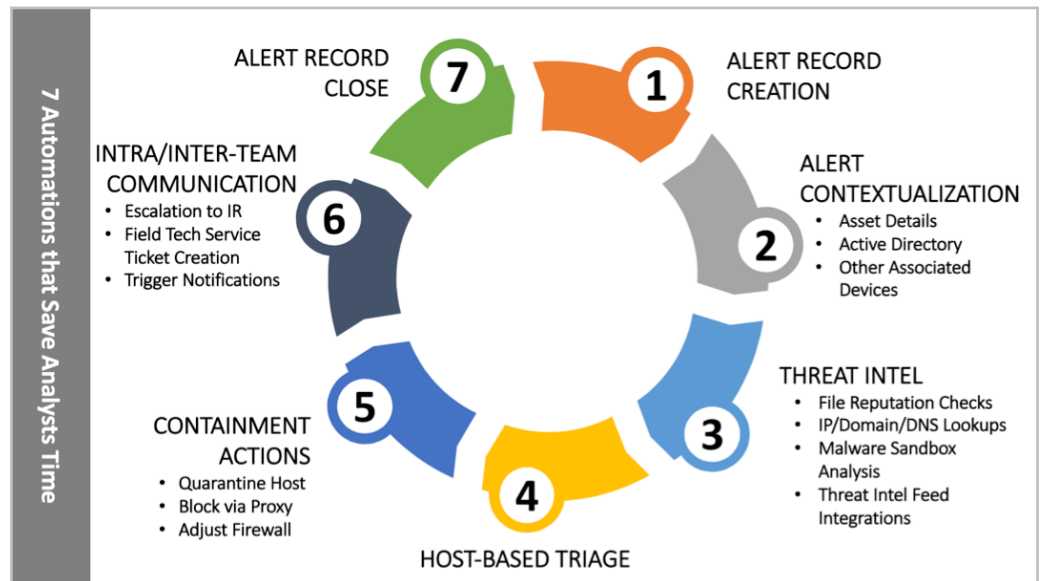 7 Automations that Save Analysts Time
1
ALERT RECORD
CREATION
2
ALERT
CONTEXTUALIZATION
• Asset Details
• Active Directory
• Other Associated
Devices
3
THREAT INTEL
• File Reputation Checks
• IP/Domain/DNS Lookups
• Malware Sandbox
Analysis
• Threat Intel Feed
Integrations
4
HOST-BASED TRIAGE
5
CONTAINMENT
ACTIONS
• Quarantine Host
• Block via Proxy
• Adjust Firewall
6
INTRA/INTER-TEAM
COMMUNICATION
• Escalation to IR
• Field Tech Service
Ticket Creation
• Trigger Notifications
7
ALERT RECORD
CLOSE